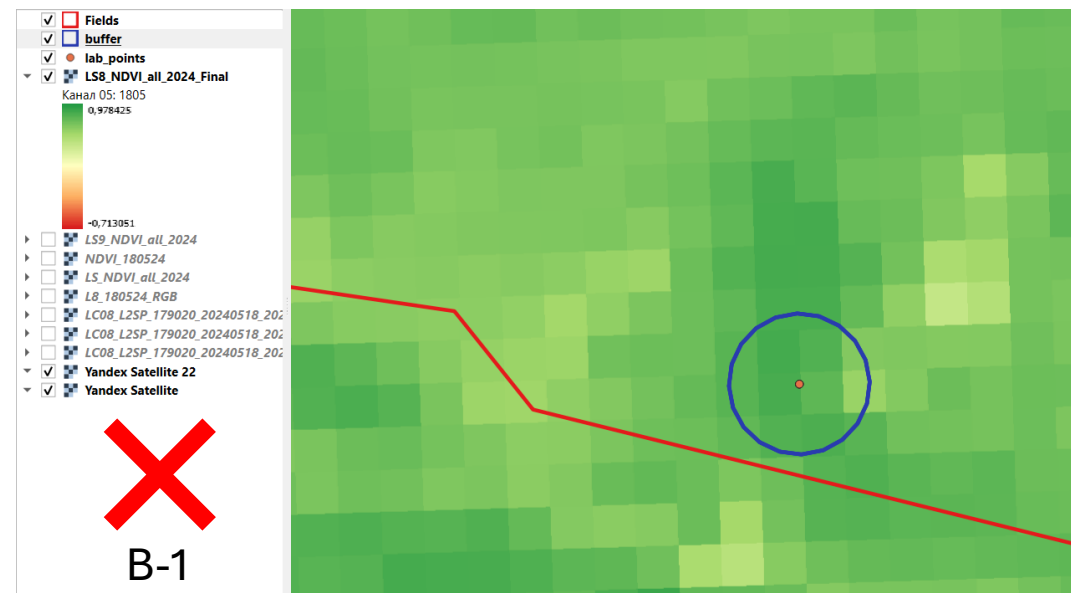 Fields
buffer
lab_points
LS8_NDVI_all_2024_Final
Канал 05: 1805
0,978425
-0,713051
LS9_NDVI_all_2024
NDVI_180524
LS_NDVI_all_2024
L8_180524_RGB
LC08_L2SP_179020_20240518_202
LC08_L2SP_179020_20240518_202
LC08_L2SP_179020_20240518_202
Yandex Satellite 22
Yandex Satellite
B-1